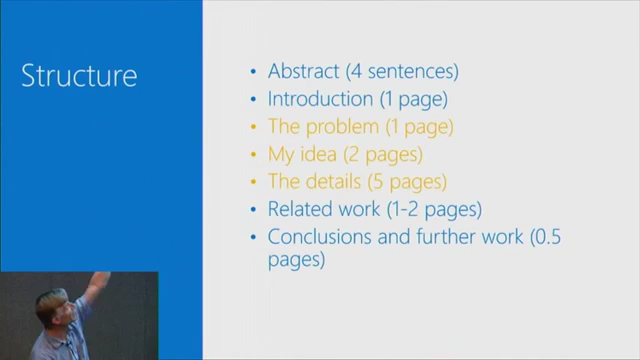 Structure
• Abstract (4 sentences)
• Introduction (1 page)
• The problem (1 page)
• My idea (2 pages)
• The details (5 pages)
• Related work (1-2 pages)
• Conclusions and further work (0.5
pages)